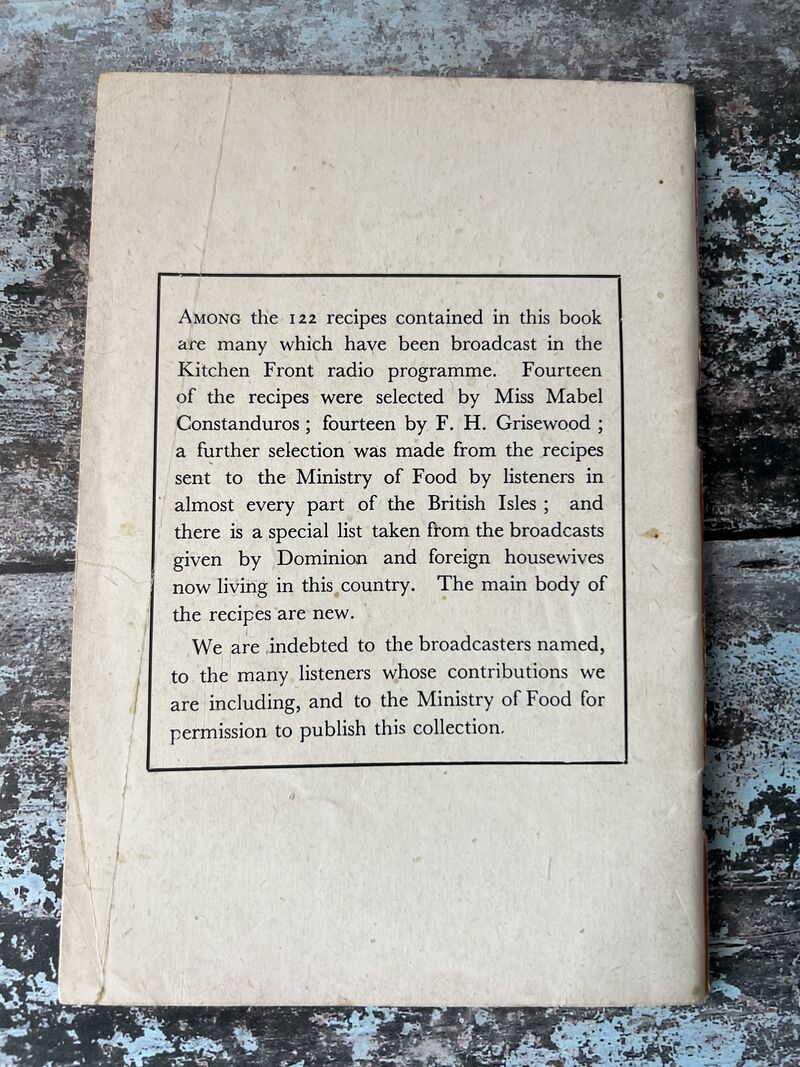 Among the 122 recipes contained in this book
are many which have been broadcast in the
Kitchen Front radio programme. Fourteen
of the recipes were selected by Miss Mabel
Constanduros ; fourteen by F. H. Grisewood ;
a further selection was made from the recipes
sent to the Ministry of Food by listeners in
almost every part of the British Isles ; and
there is a special list taken from the broadcasts
given by Dominion and foreign housewives
now living in this country. The main body of
the recipes are new.
We are indebted to the broadcasters named,
to the many listeners whose contributions we
are including, and to the Ministry of Food for
permission to publish this collection.